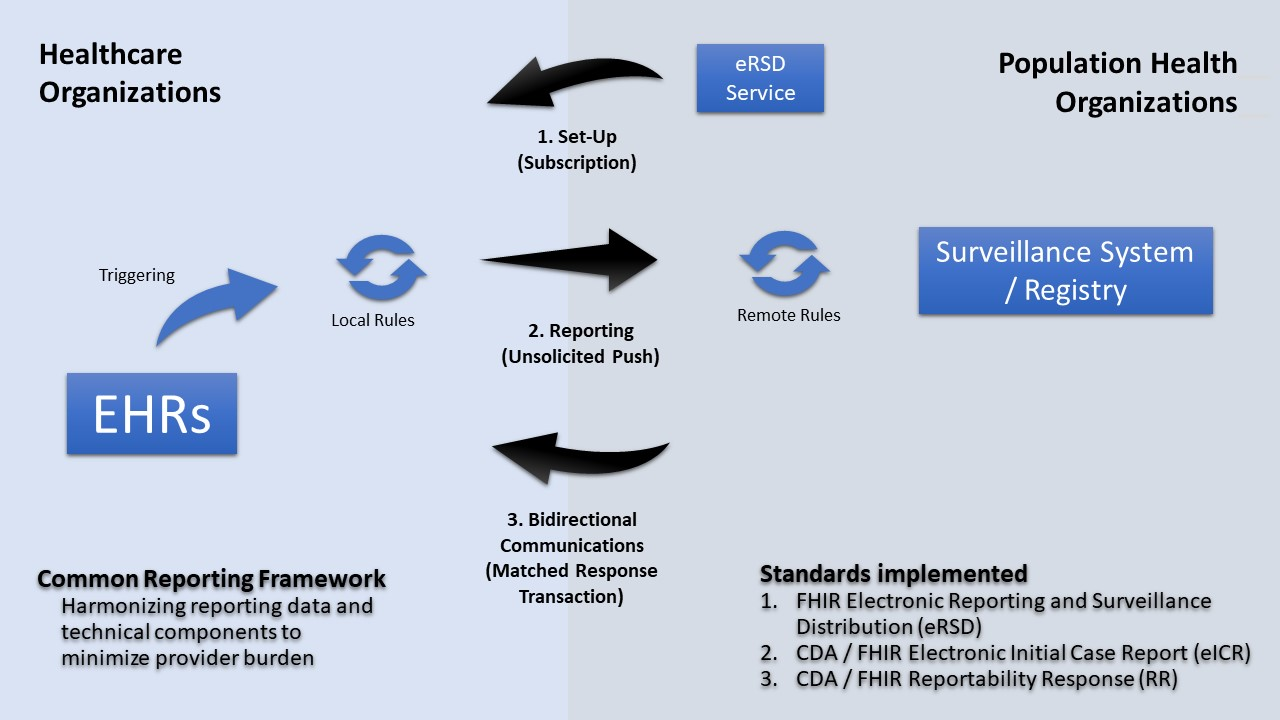 Healthcare
Organizations
eRSD
Service
Population Health
Organizations
1. Set-Up
(Subscription)
Triggering
Local Rules
Remote Rules
Surveillance System
/ Registry
2. Reporting
(Unsolicited Push)
EHRs
3. Bidirectional
Communications
(Matched Response
Transaction)
Common Reporting Framework
Harmonizing reporting data and
technical components to
minimize provider burden
Standards implemented
1. FHIR Electronic Reporting and Surveillance
Distribution (eRSD)
2. CDA / FHIR Electronic Initial Case Report (eICR)
3. CDA / FHIR Reportability Response (RR)